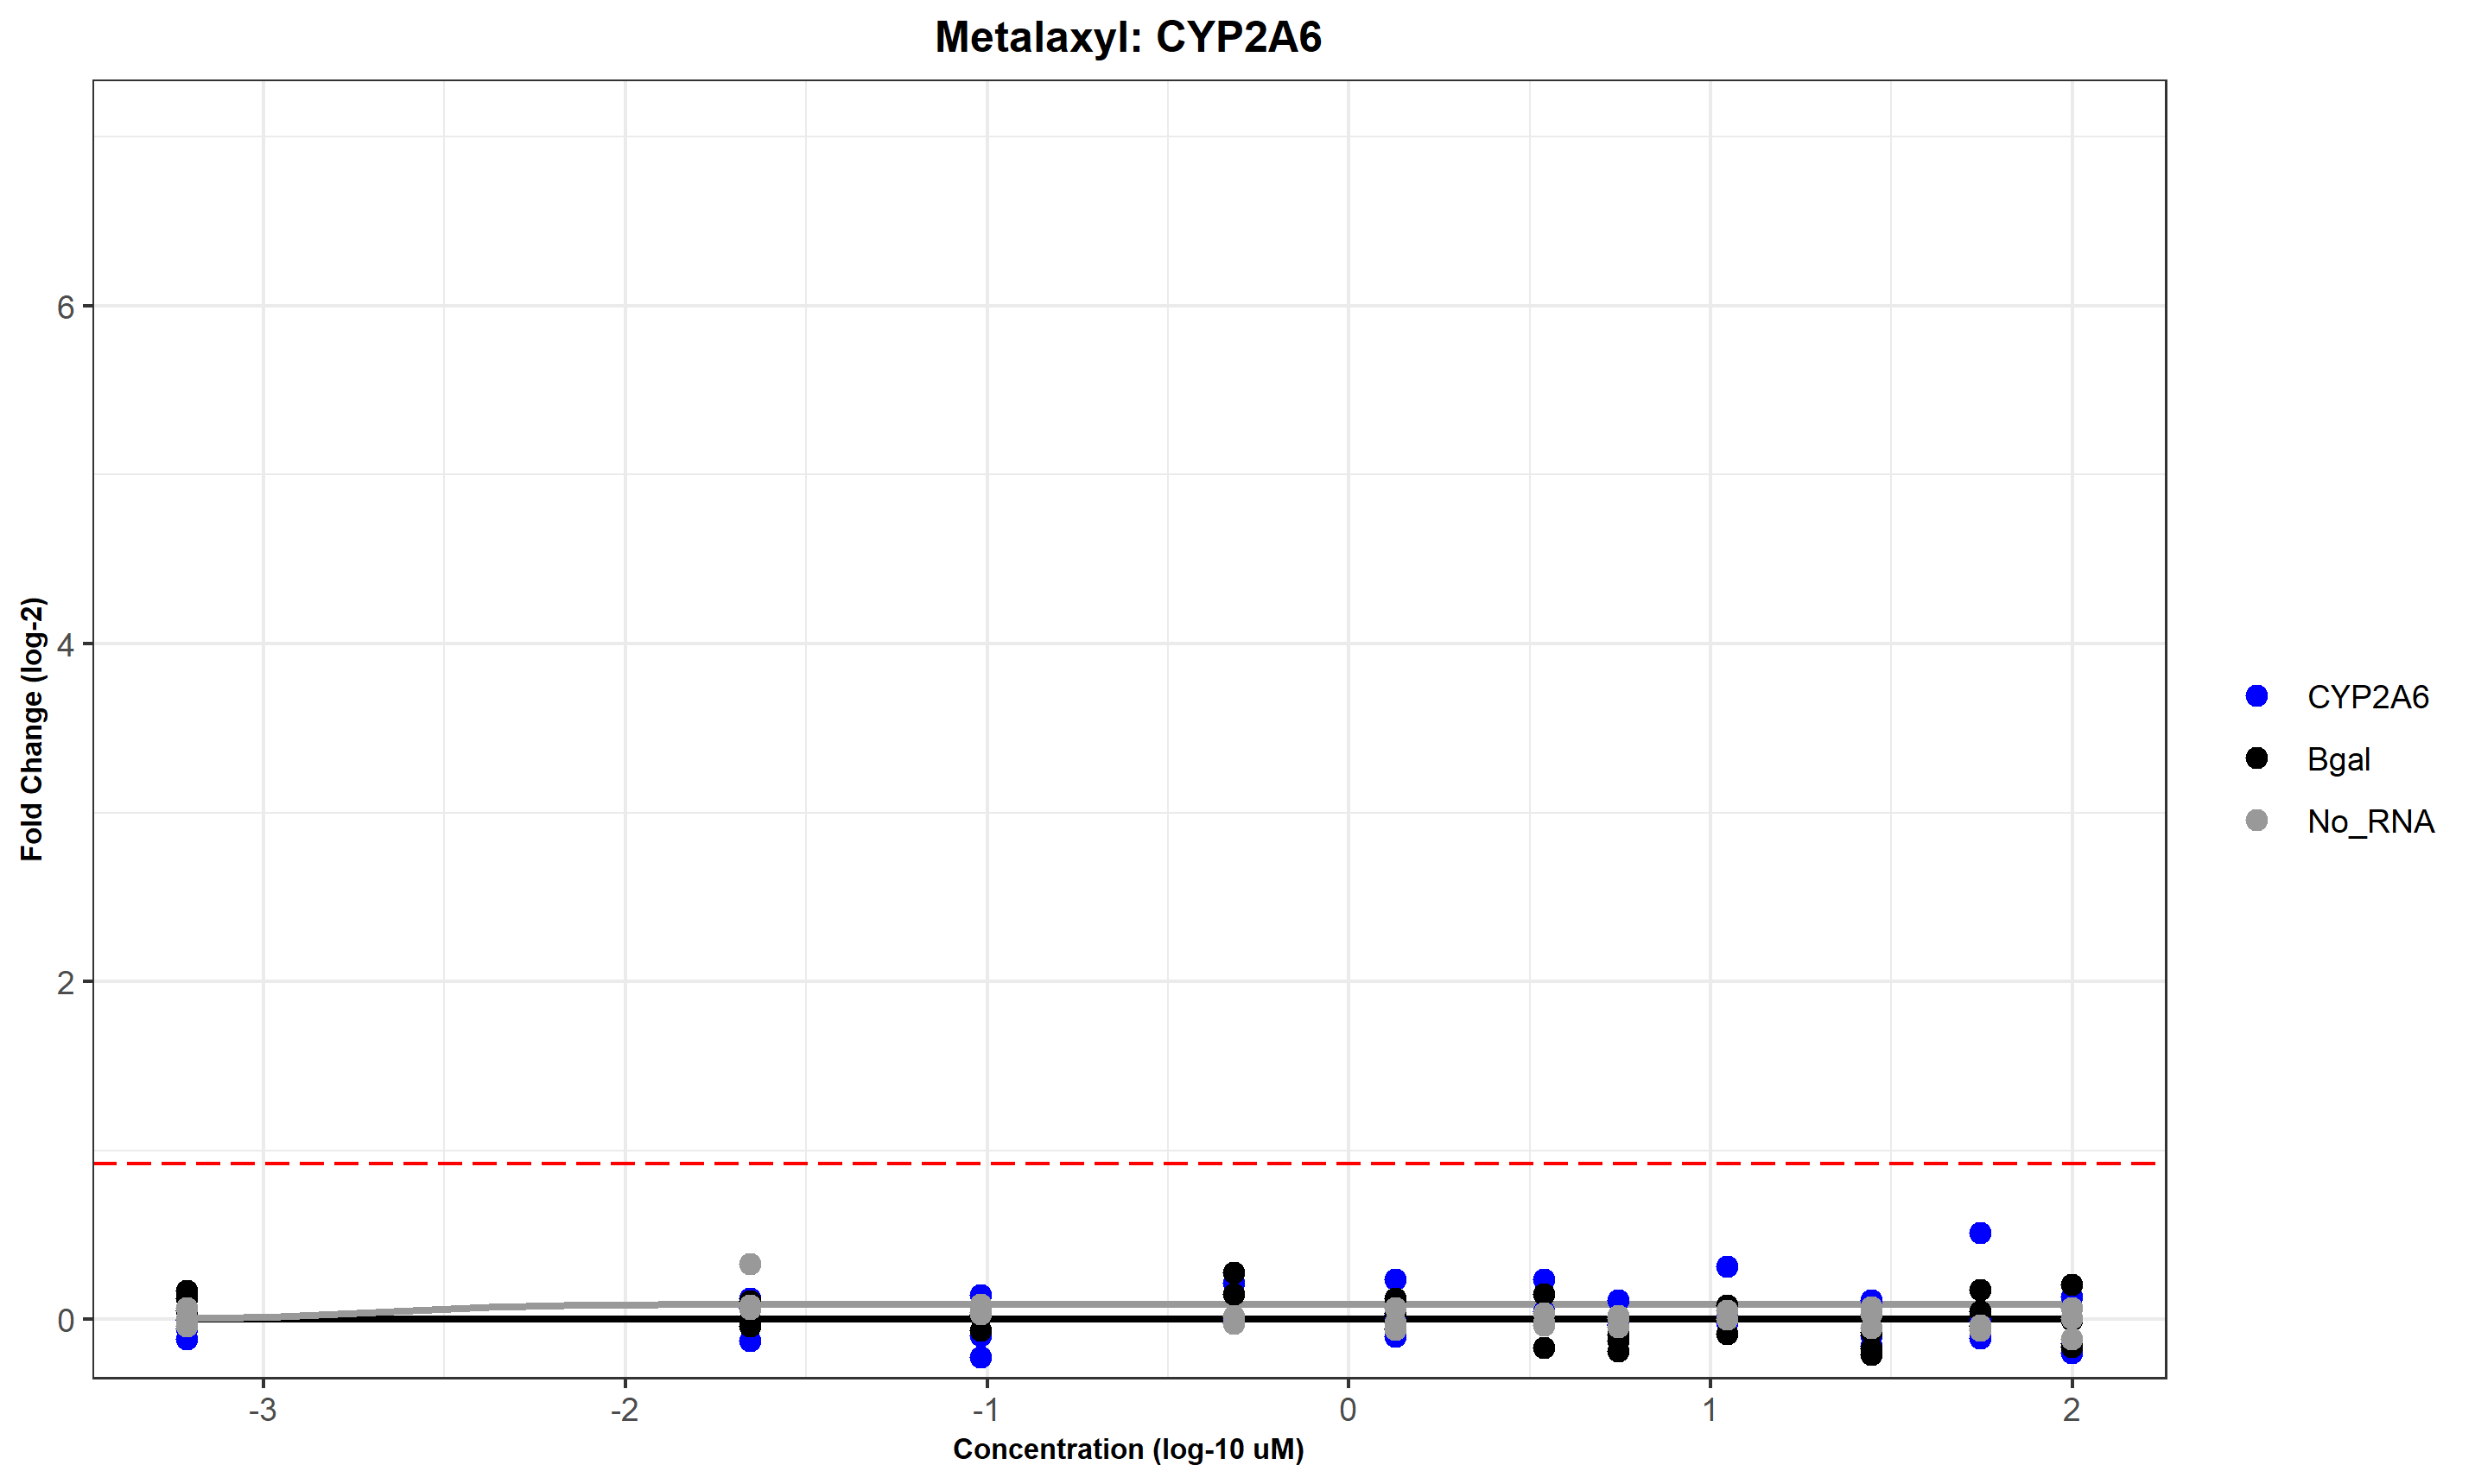 Metalaxyl: CYP2A6
Fold Change (log-2)
6
4
2
0
-3
-2
-1
0
1
2
Concentration (log-10 uM)
CYP2A6
Bgal
No_RNA